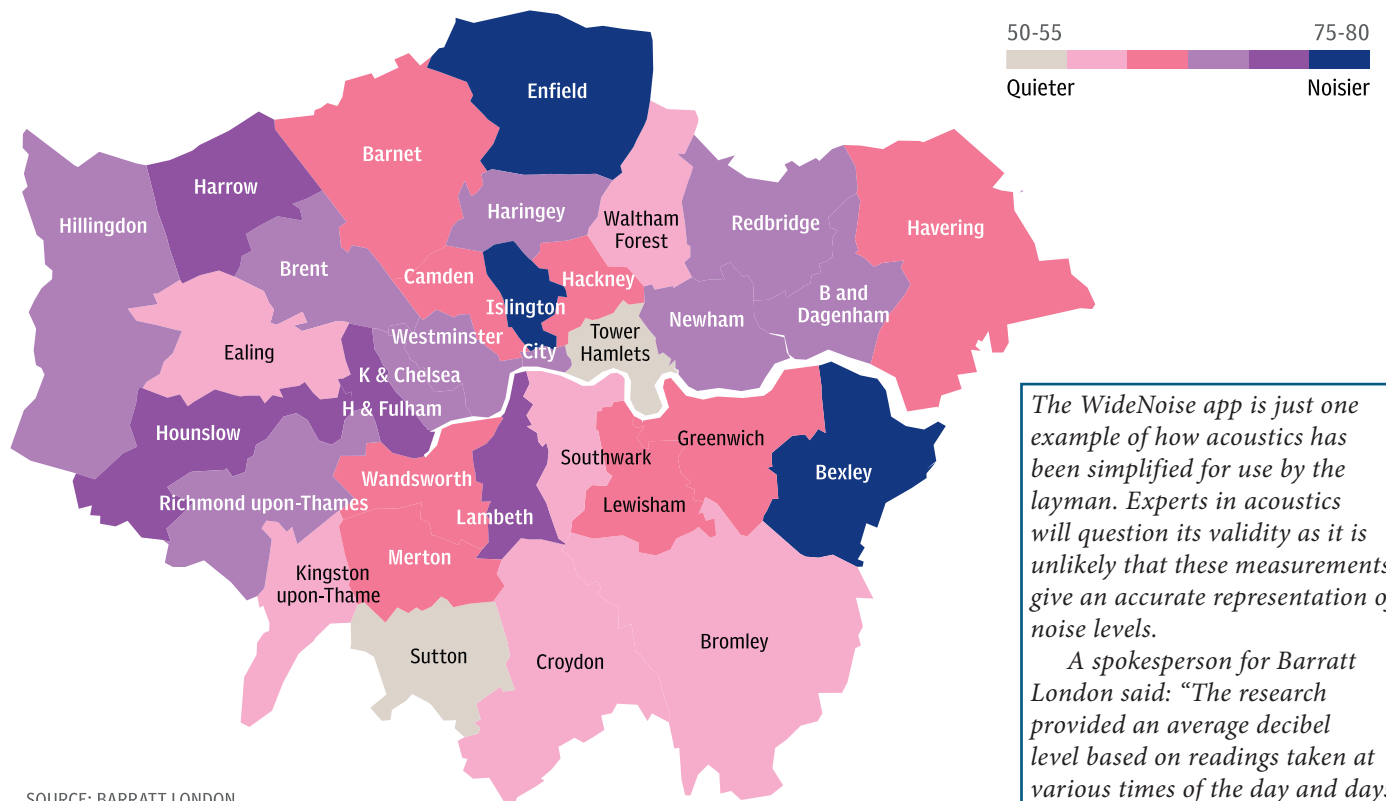 50-55 75-80
Quieter Noisier
Enfield
Barnet
Harrow
Hillingdon
Haringey
Waltham
Forest
Redbridge
Havering
Brent
Camden
Hackney
Islington
B and
Dagenham
Newham
Westminster
Tower
Hamlets
City
Ealing
K & Chelsea
H & Fulham
Hounslow
Greenwich
Southwark
Bexley
Wandsworth
Richmond upon-Thames
Lewisham
Lambeth
Merton
Kingston
upon-Thame
Sutton
Croydon
Bromley
SOURCE: BARRATT LONDON
The WideNoise app is just one
example of how acoustics has
been simplified for use by the
layman. Experts in acoustics
will question its validity as it is
unlikely that these measurements
give an accurate representation of
noise levels.
A spokesperson for Barratt
London said: “The research
provided an average decibel
level based on readings taken at
various times of the day and days